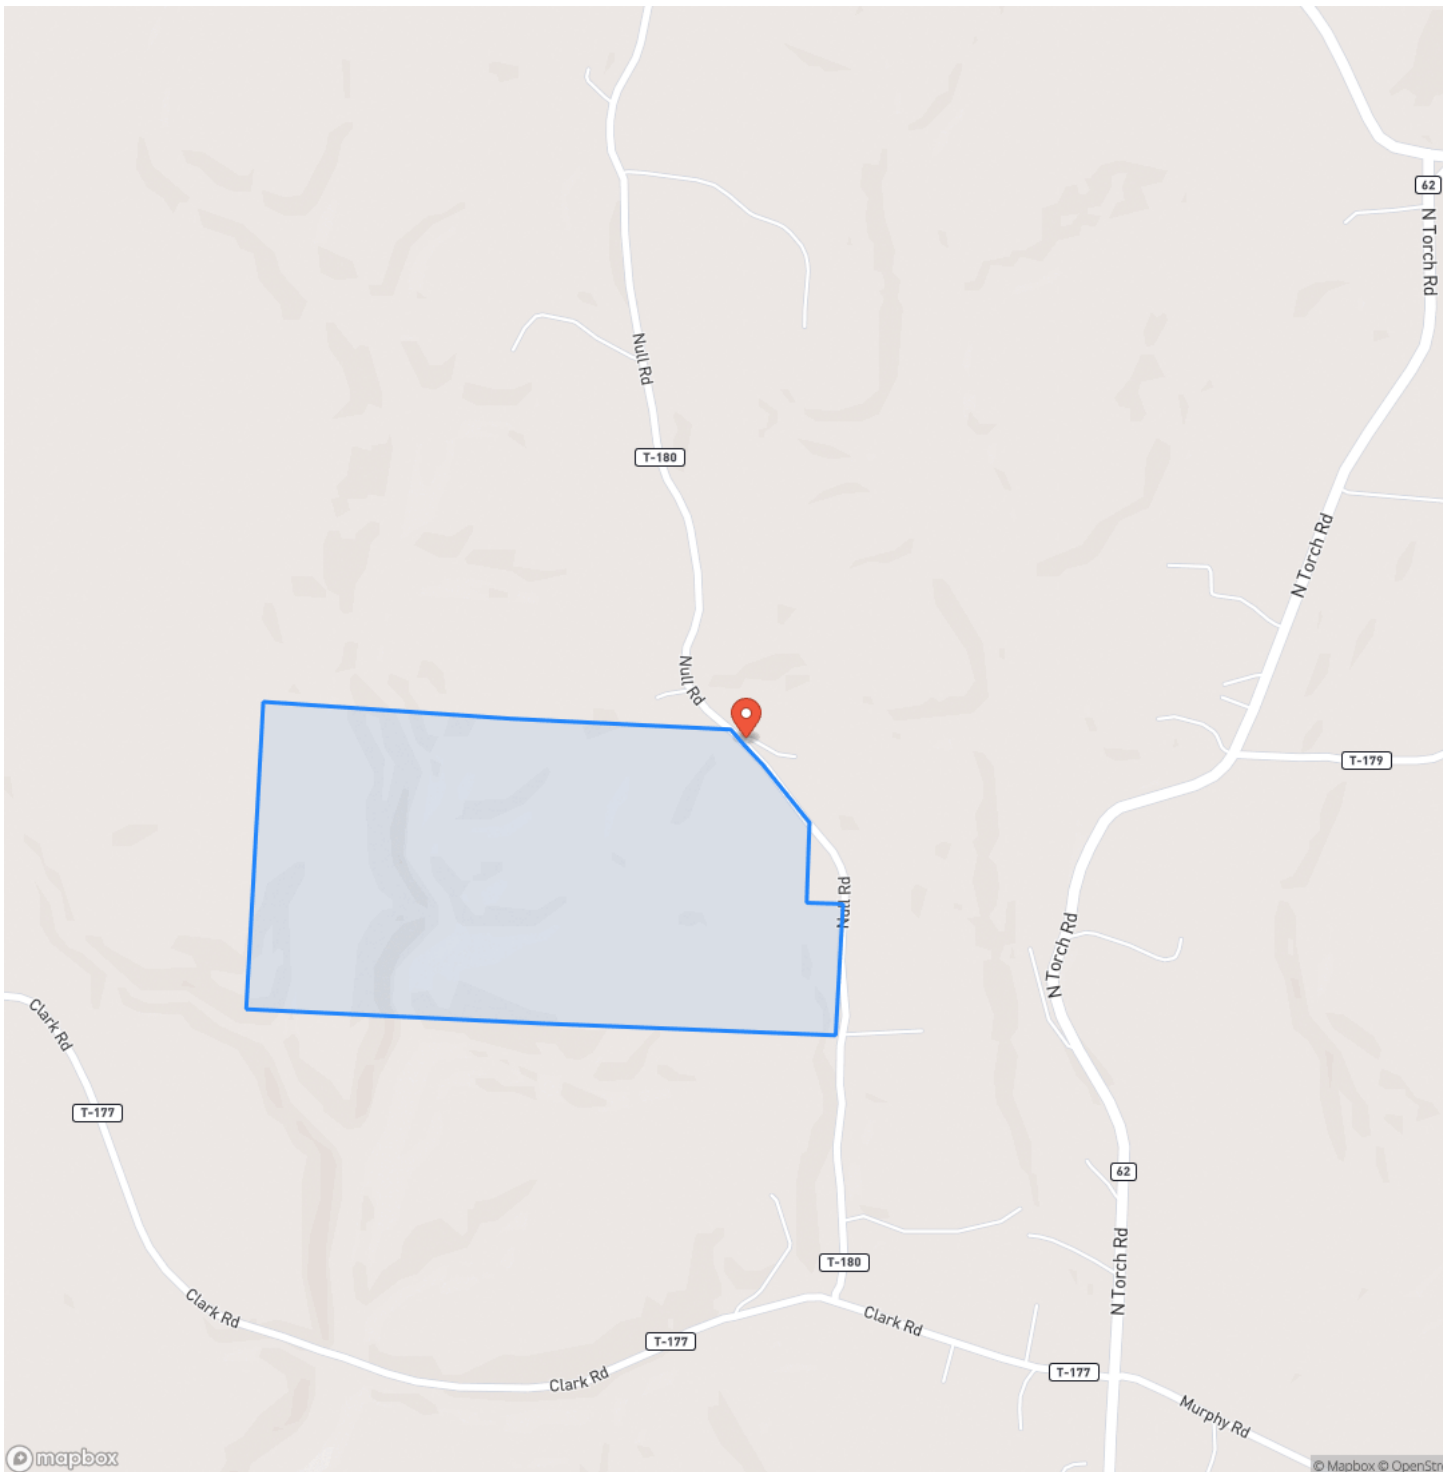 62
N Torch Rd
Null Rd
T-180
N Torch Rd
Null Rd
T-179
Null Rd
N Torch Rd
Clark Rd
T-177
62
N Torch Rd
T-180
Clark Rd
Clark Rd
T-177
Clark Rd
T-177
Murphy Rd
mapbox
© Mapbox © OpenStre